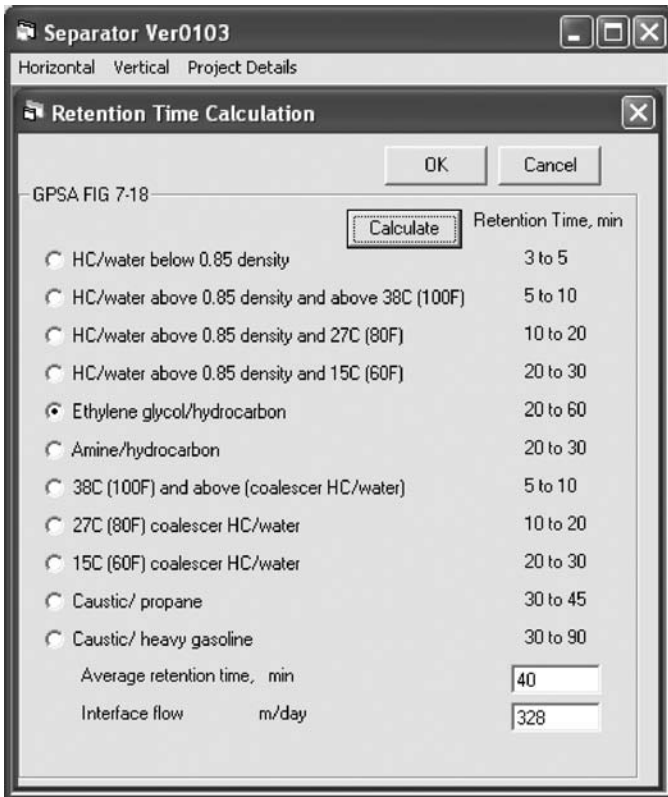 Separator Ver0103
Horizontal Vertical Project Details
Retention Time Calculation
OK Cancel
GPSA FIG 7-18
Calculate Retention Time, min
HC/water below 0.85 density 3 to 5
HC/water above 0.85 density and above 38C (100F) 5 to 10
HC/water above 0.85 density and 27C (80F) 10 to 20
HC/water above 0.85 density and 15C (60F) 20 to 30
Ethylene glycol/hydrocarbon 20 to 60
Amine/hydrocarbon 20 to 30
38C (100F) and above (coalescer HC/water) 5 to 10
27C (80F) coalescer HC/water 10 to 20
15C (60F) coalescer HC/water 20 to 30
Caustic/ propane 30 to 45
Caustic/ heavy gasoline 30 to 90
Average retention time, min 40
Interface flow m/day 328